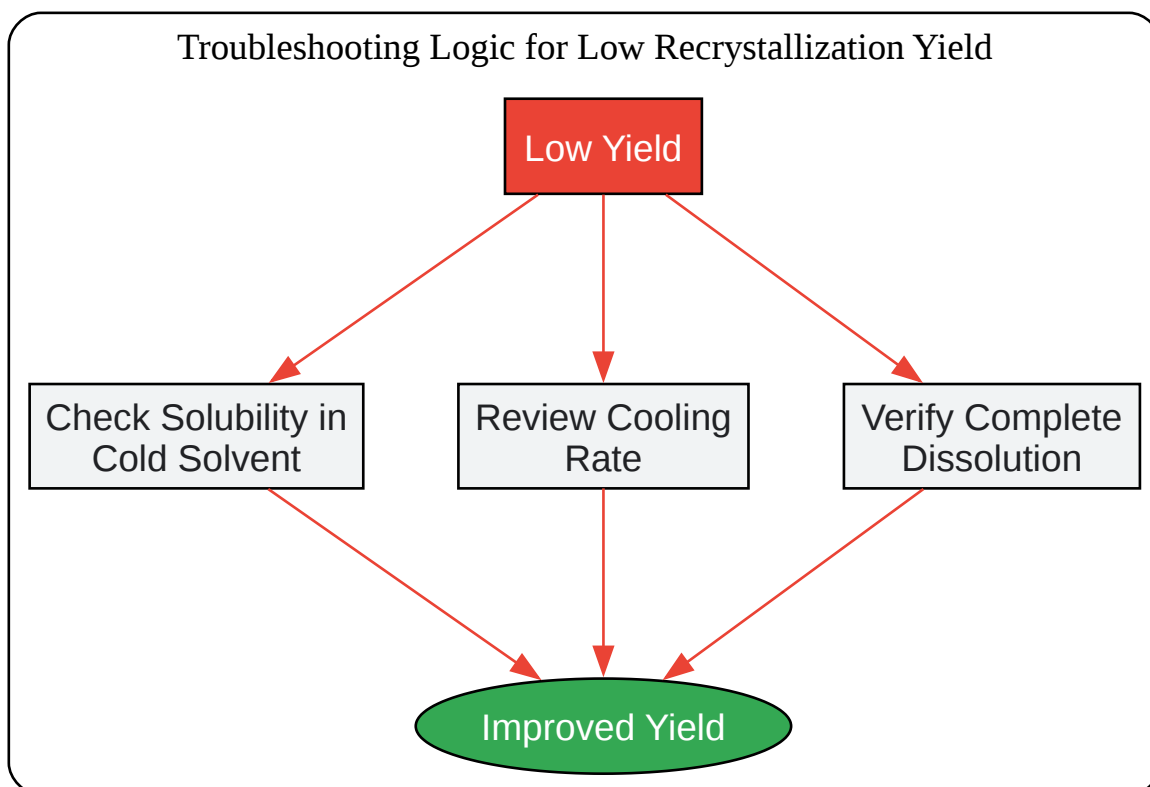 Troubleshooting Logic for Low Recrystallization Yield
Low Yield
Check Solubility in
Cold Solvent
Review Cooling
Rate
Verify Complete
Dissolution
Improved Yield